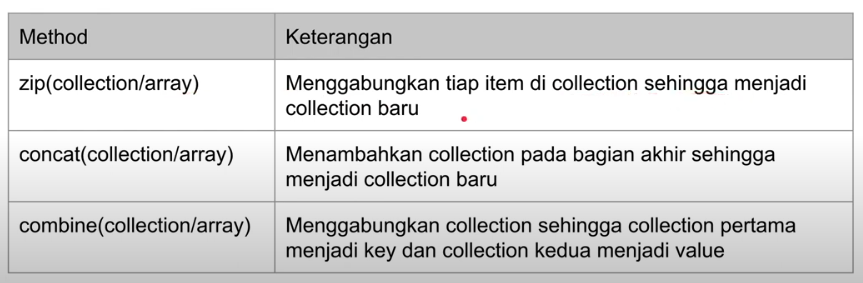 Method Keterangan
zip(collection/array) Menggabungkan tiap item di collection sehingga menjadi
collection baru
concat(collection/array) Menambahkan collection pada bagian akhir sehingga
menjadi collection baru
combine(collection/array) Menggabungkan collection sehingga collection pertama
menjadi key dan collection kedua menjadi value